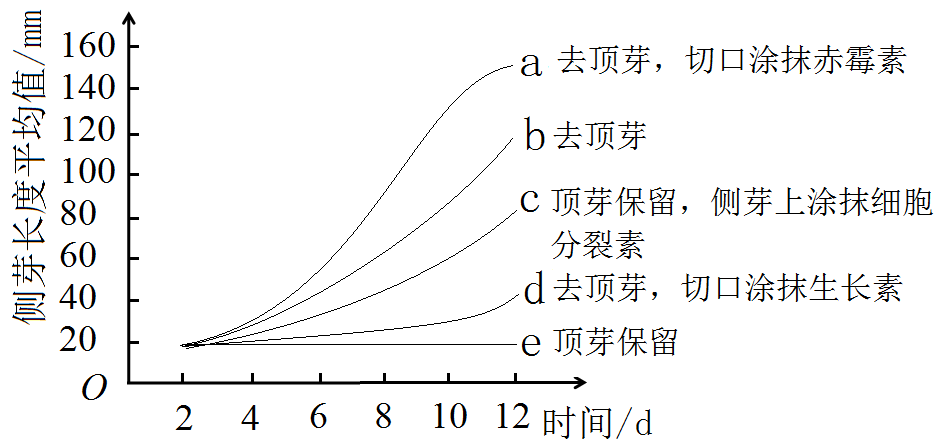 侧芽长度平均值/mm
160
140
120
100
80
60
40
20
O
2 4 6 8 10 12 时间/d
a 去顶芽，切口涂抹赤霉素
b 去顶芽
c 顶芽保留，侧芽上涂抹细胞
分裂素
d 去顶芽，切口涂抹生长素
e 顶芽保留